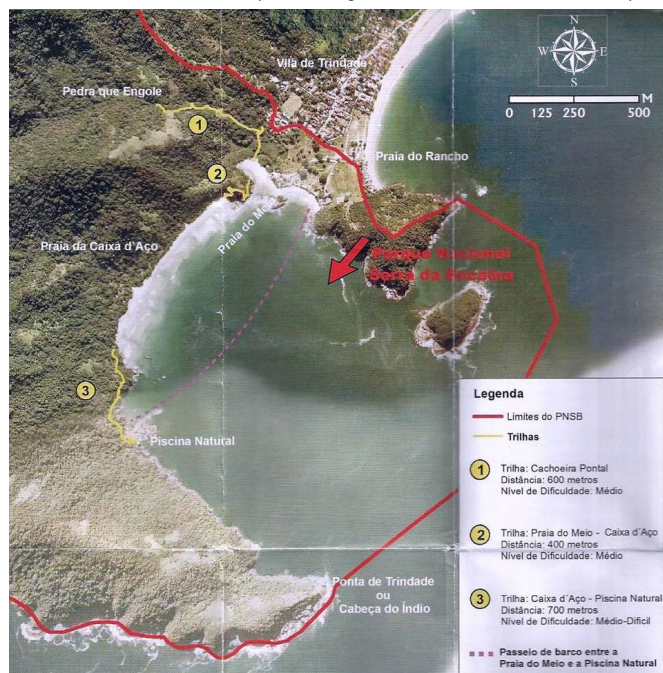 N
W E
S
M
0 125 250 500
Vila de Trindade
Pedra que Engole
1
Praia do Rancho
2
Praia do Meio
Praia da Caixa d'Aço
Parque Nacional
Serra da Bocaina
3
Piscina Natural
Ponta de Trindade
ou
Cabeça do Índio
Legenda
Limites do PNSB
Trilhas
1
Trilha: Cachoeira Pontal
Distância: 600 metros
Nível de Dificuldade: Médio
2
Trilha: Praia do Meio - Caixa d´Aço
Distância: 400 metros
Nível de Dificuldade: Médio
3
Trilha: Caixa d´Aço - Piscina Natural
Distância: 700 metros
Nível de Dificuldade: Médio-Dificil
Passeio de barco entre a
Praia do Meio e a Piscina Natural